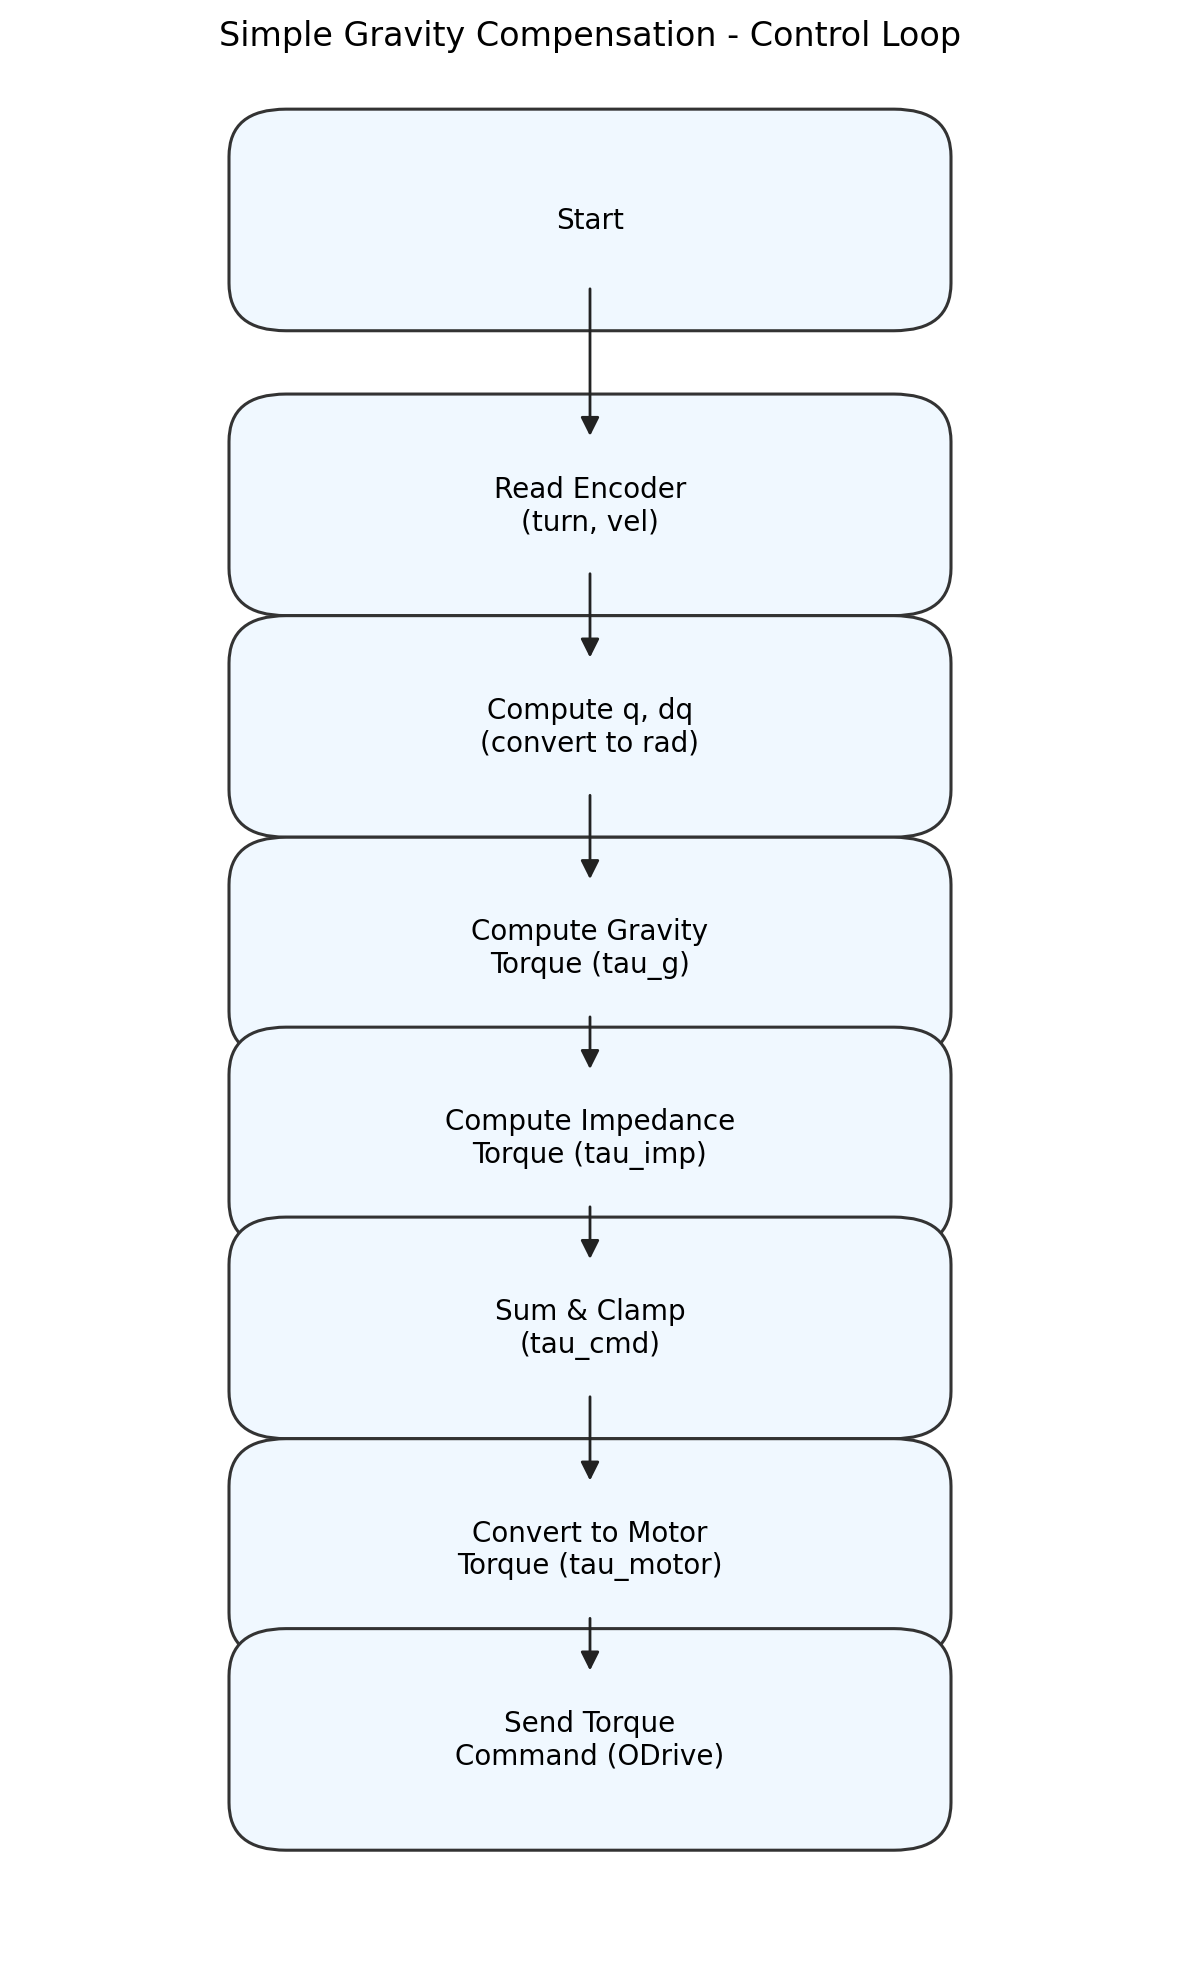 Simple Gravity Compensation - Control Loop
Start
Read Encoder
(turn, vel)
Compute q, dq
(convert to rad)
Compute Gravity
Torque (tau_g)
Compute Impedance
Torque (tau_imp)
Sum & Clamp
(tau_cmd)
Convert to Motor
Torque (tau_motor)
Send Torque
Command (ODrive)